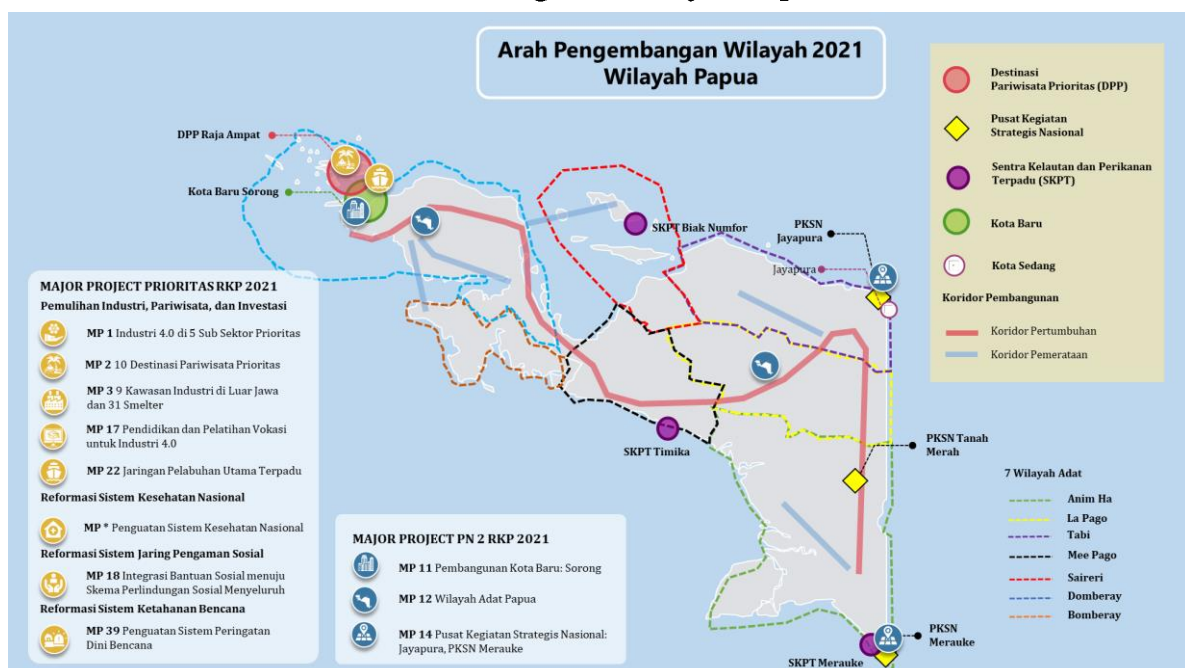 Arah Pengembangan Wilayah 2021
Wilayah Papua
DPP Raja Ampat
Kota Baru Sorong
SKPT Biak Numfor
PKSN
Jayapura
Jayapura
SKPT Timika
PKSN Tanah
Merah
PKSN
Merauke
SKPT Merauke
Destinasi
Pariwisata Prioritas (DPP)
Pusat Kegiatan
Strategis Nasional
Sentra Kelautan dan Perikanan
Terpadu (SKPT)
Kota Baru
Kota Sedang
Koridor Pembangunan
Koridor Pertumbuhan
Koridor Pemerataan
7 Wilayah Adat
Anim Ha
La Pago
Tabi
Mee Pago
Saireri
Domberay
Bomberay
MAJOR PROJECT PRIORITAS RKP 2021
Pemulihan Industri, Pariwisata, dan Investasi
MP 1 Industri 4.0 di 5 Sub Sektor Prioritas
MP 2 10 Destinasi Pariwisata Prioritas
MP 3 9 Kawasan Industri di Luar Jawa
dan 31 Smelter
MP 17 Pendidikan dan Pelatihan Vokasi
untuk Industri 4.0
MP 22 Jaringan Pelabuhan Utama Terpadu
Reformasi Sistem Kesehatan Nasional
MP * Penguatan Sistem Kesehatan Nasional
Reformasi Sistem Jaring Pengaman Sosial
MP 18 Integrasi Bantuan Sosial menuju
Skema Perlindungan Sosial Menyeluruh
Reformasi Sistem Ketahanan Bencana
MP 39 Penguatan Sistem Peringatan
Dini Bencana
MAJOR PROJECT PN 2 RKP 2021
MP 11 Pembangunan Kota Baru: Sorong
MP 12 Wilayah Adat Papua
MP 14 Pusat Kegiatan Strategis Nasional:
Jayapura, PKSN Merauke